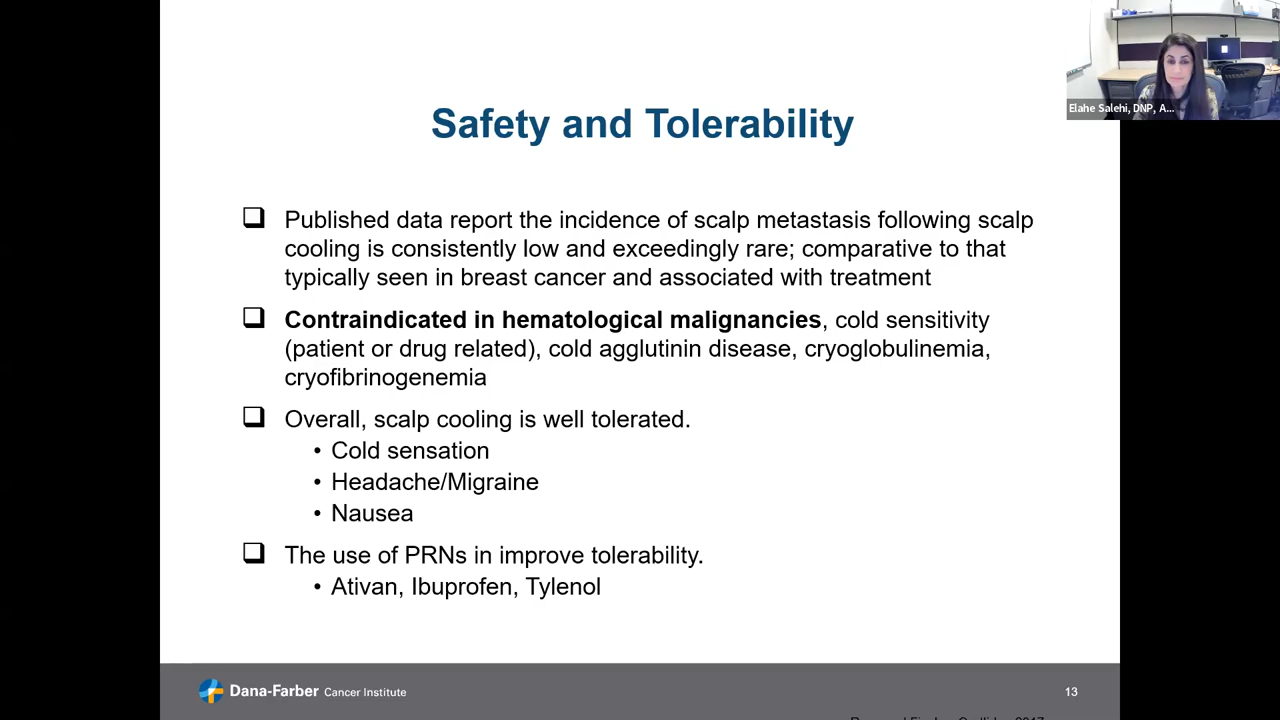 Elahe Salehi, DNP, A...
Safety and Tolerability
Published data report the incidence of scalp metastasis following scalp
cooling is consistently low and exceedingly rare; comparative to that
typically seen in breast cancer and associated with treatment
Contraindicated in hematological malignancies, cold sensitivity
(patient or drug related), cold agglutinin disease, cryoglobulinemia,
cryofibrinogenemia
Overall, scalp cooling is well tolerated.
• Cold sensation
• Headache/Migraine
• Nausea
The use of PRNs in improve tolerability.
• Ativan, Ibuprofen, Tylenol
Dana-Farber Cancer Institute
13